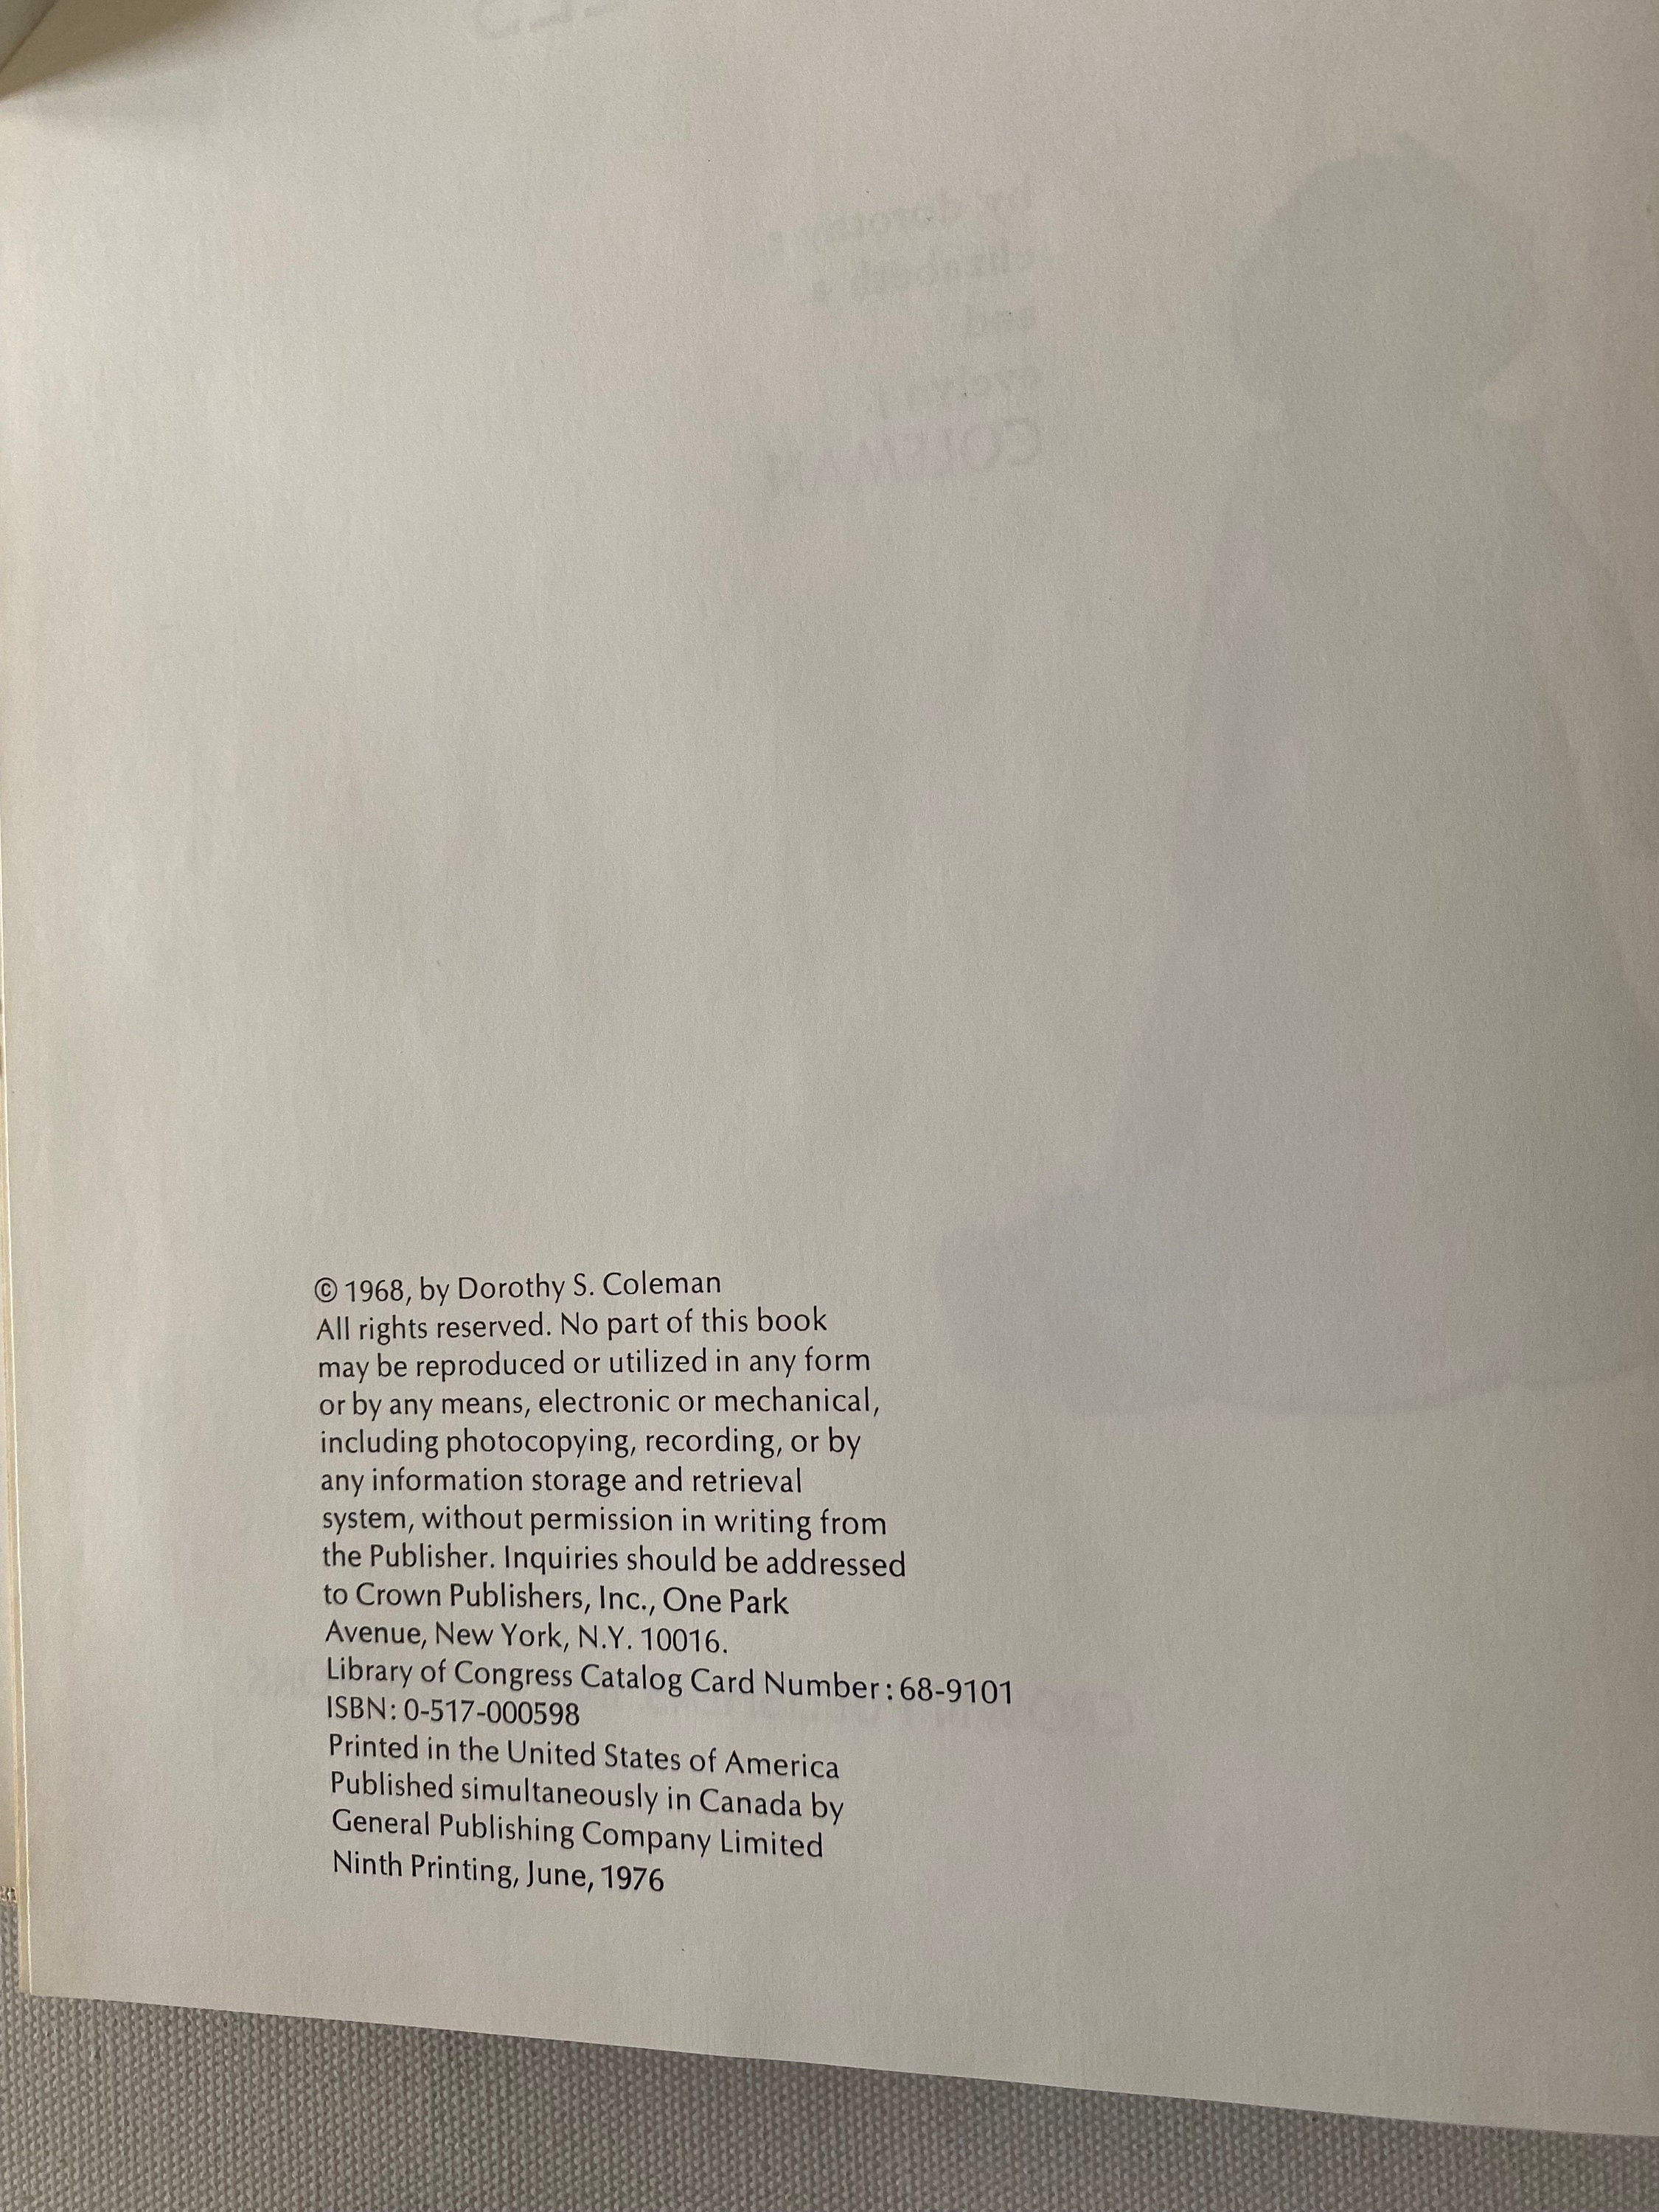 © 1968, by Dorothy S. Coleman
All rights reserved. No part of this book
may be reproduced or utilized in any form
or by any means, electronic or mechanical,
including photocopying, recording, or by
any information storage and retrieval
system, without permission in writing from
the Publisher. Inquiries should be addressed
to Crown Publishers, Inc., One Park
Avenue, New York, N.Y. 10016.
Library of Congress Catalog Card Number: 68-9101
ISBN: 0-517-000598
Printed in the United States of America
Published simultaneously in Canada by
General Publishing Company Limited
Ninth Printing, June, 1976